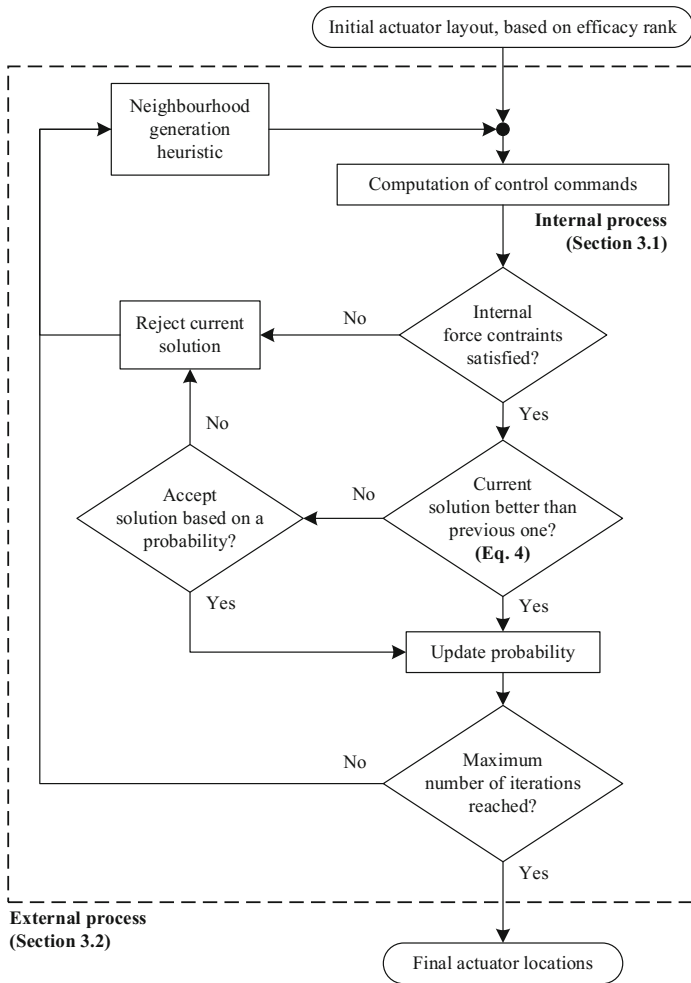 Initial actuator layout, based on efficacy rank
Neighbourhood
generation
heuristic
Computation of control commands
Internal process
(Section 3.1)
Internal
force contraints
satisfied?
No
Reject current
solution
Yes
No
Current
solution better than
previous one?
(Eq. 4)
No
Accept
solution based on a
probability?
Yes
Yes
Update probability
Maximum
number of iterations
reached?
No
Yes
External process
(Section 3.2)
Final actuator locations